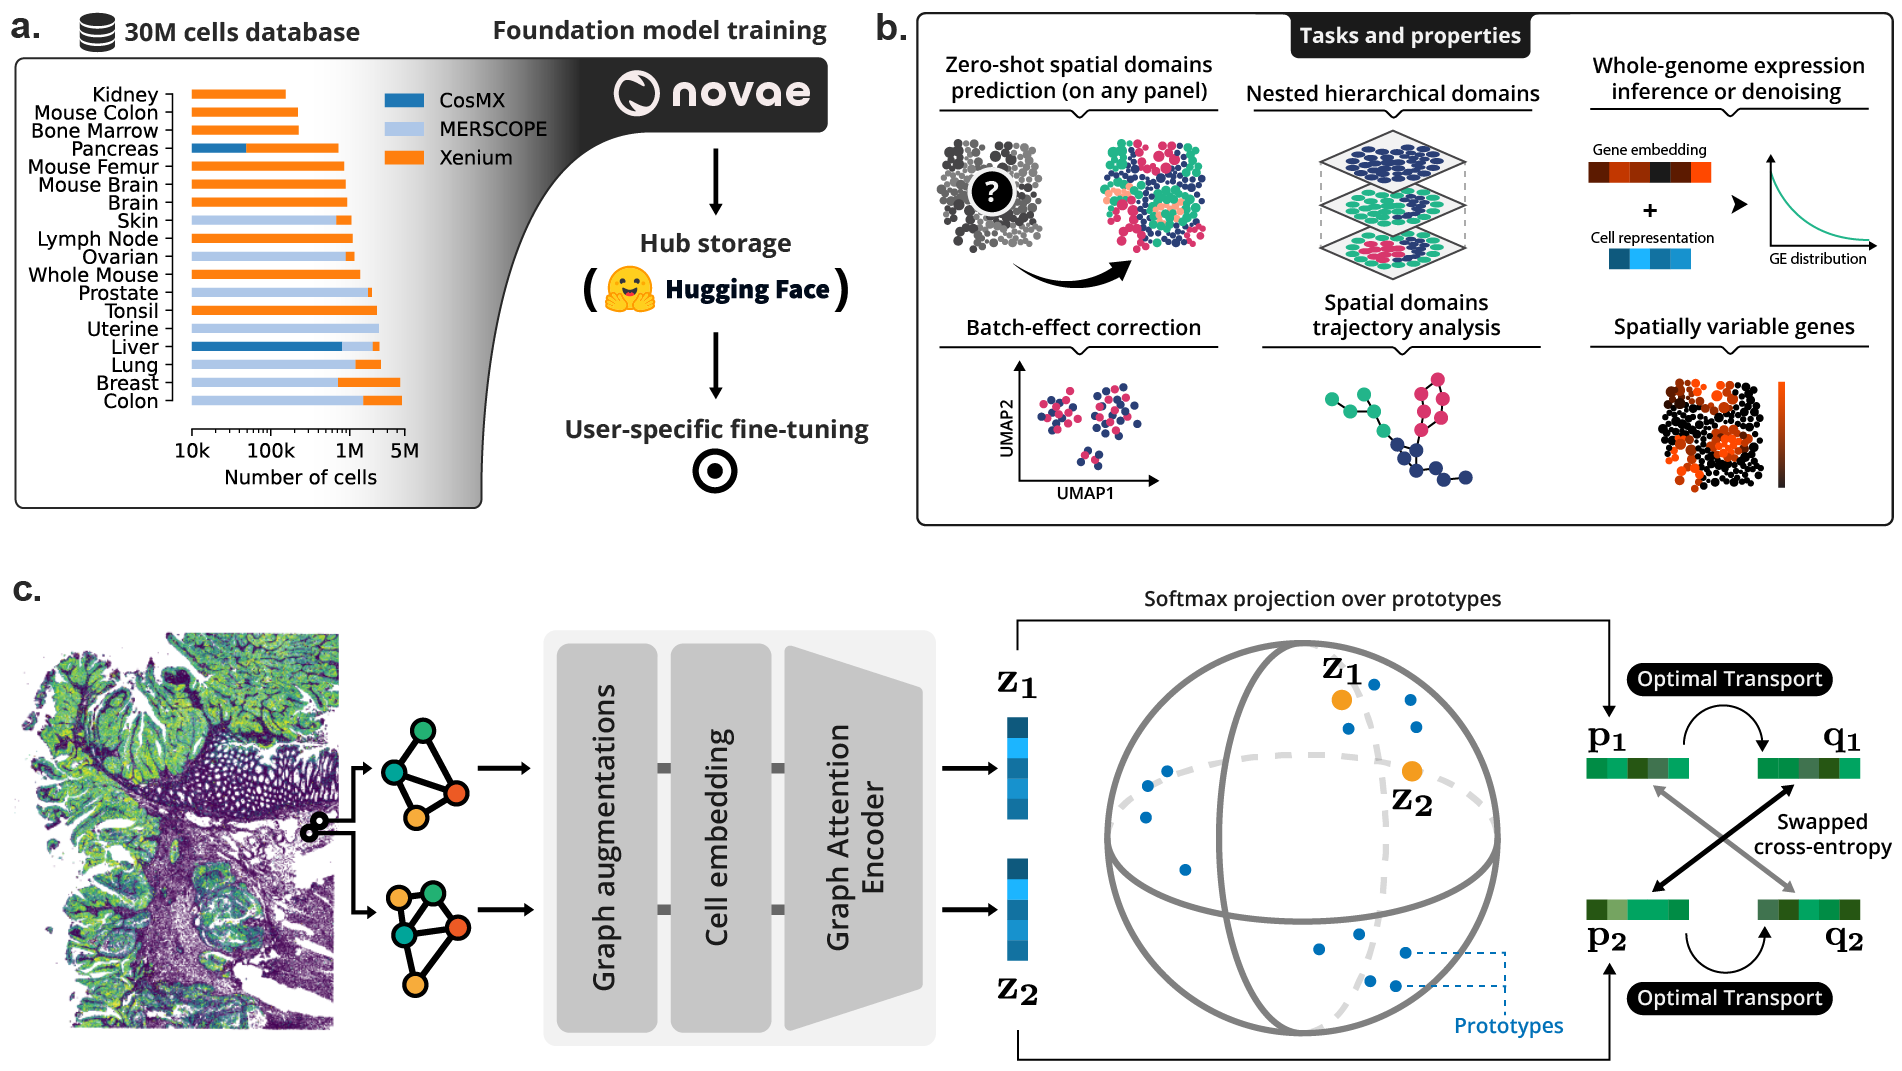 a.
30M cells database
Foundation model training
novae
Kidney
Mouse Colon
Bone Marrow
Pancreas
Mouse Femur
Mouse Brain
Brain
Skin
Lymph Node
Ovarian
Whole Mouse
Prostate
Tonsil
Uterine
Liver
Lung
Breast
Colon
10k
100k
1M
5M
Number of cells
CosMX
MERSCOPE
Xenium
Hub storage
( Hugging Face )
User-specific fine-tuning
b.
Tasks and properties
Zero-shot spatial domains
prediction (on any panel)
?
Nested hierarchical domains
Whole-genome expression
inference or denoising
Gene embedding
+
Cell representation
GE distribution
Batch-effect correction
UMAP2
UMAP1
Spatial domains
trajectory analysis
Spatially variable genes
c.
Graph augmentations
Cell embedding
Graph Attention
Encoder
z1
z2
Softmax projection over prototypes
z1
z2
Prototypes
Optimal Transport
p1
q1
Swapped
cross-entropy
p2
q2
Optimal Transport